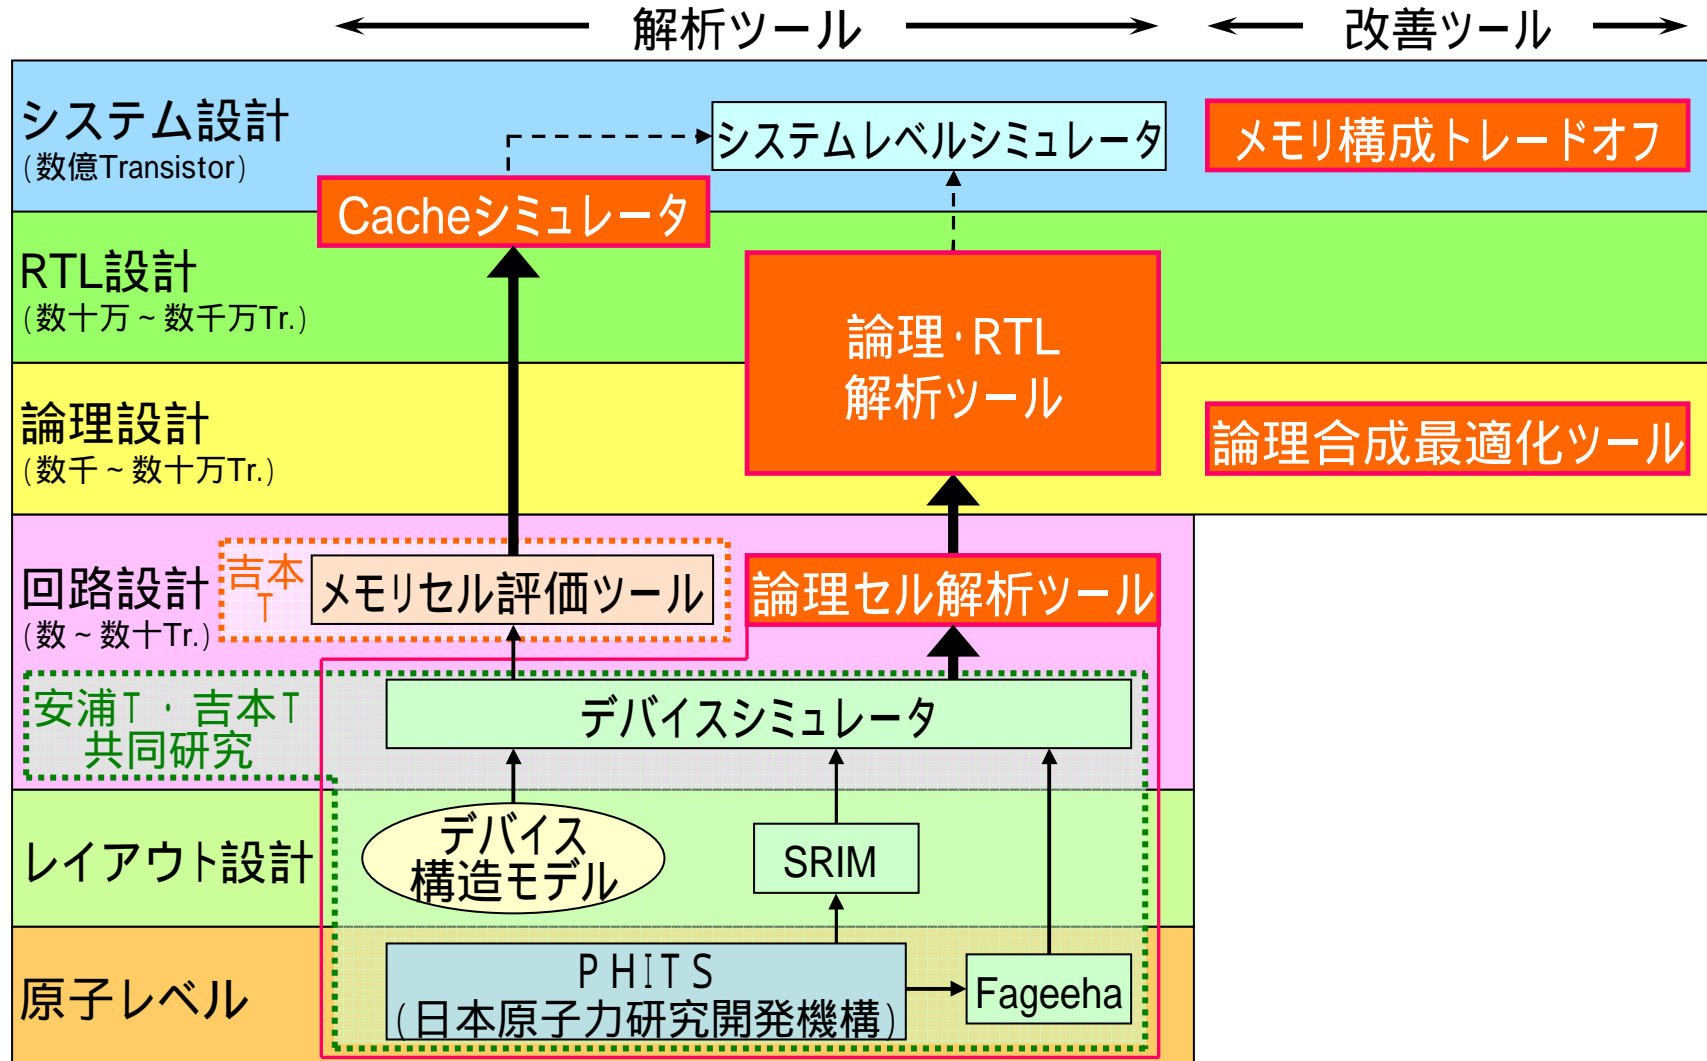 解析ツール
改善ツール
システム設計
(数億Transistor)
システムレベルシミュレータ
メモリ構成トレードオフ
Cacheシミュレータ
RTL設計
(数十万~数千万Tr.)
論理・RTL
解析ツール
論理設計
(数千~数十万Tr.)
論理合成最適化ツール
回路設計
(数~数十Tr.)
吉本
T
メモリセル評価ツール
論理セル解析ツール
安浦T・吉本T
共同研究
デバイスシミュレータ
レイアウト設計
デバイス
構造モデル
SRIM
原子レベル
PHITS
(日本原子力研究開発機構)
Fageeha